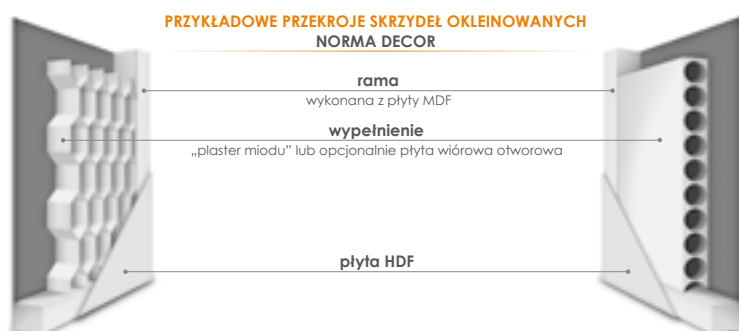 PRZYKŁADOWE PRZEKROJE SKRZYDEŁ OKLEINOWANYCH
NORMA DECOR
rama
wykonana z płyty MDF
wypełnienie
„plaster miodu” lub opcjonalnie płyta wiórowa otworowa
płyta HDF